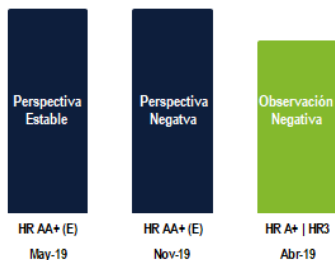 Perspectiva
Estable
Perspectiva
Negatva
Observación
Negativa
HR AA+ (E)
HR AA+ (E)
HR A+ | HR3
May-19
Nov-19
Abr-19